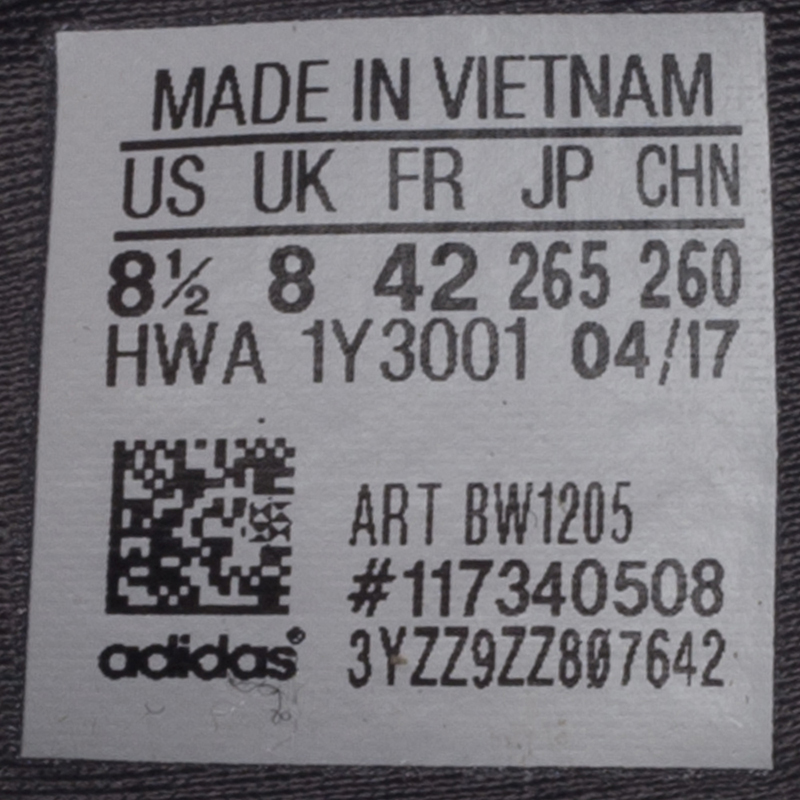 MADE IN VIETNAM
US UK FR JP CHN
8½ 8 42 265 260
HWA 1Y3001 04/17
ART BW1205
#117340508
adidas®
3YZZ9ZZ807642